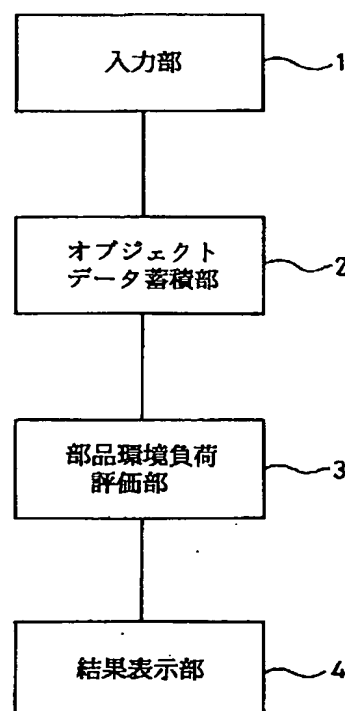 入力部
1
オブジェクト
データ蓄積部
2
部品環境負荷
評価部
3
結果表示部
4